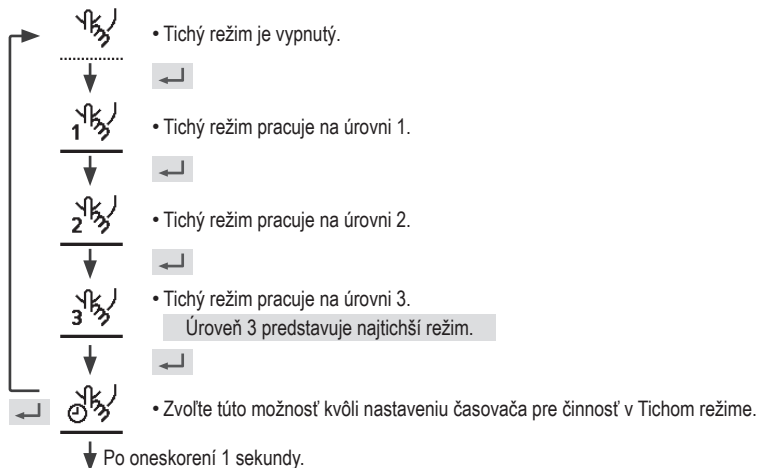 • Tichý režim je vypnutý.
1
• Tichý režim pracuje na úrovni 1.
2
• Tichý režim pracuje na úrovni 2.
3
• Tichý režim pracuje na úrovni 3.
Úroveň 3 predstavuje najtichší režim.
• Zvoľte túto možnosť kvôli nastaveniu časovača pre činnosť v Tichom režime.
Po oneskorení 1 sekundy.